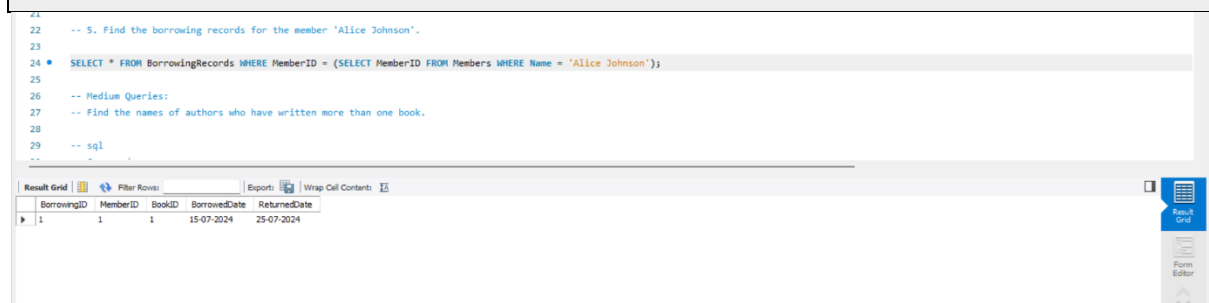 21
22 -- 5. Find the borrowing records for the member 'Alice Johnson'.
23
24 SELECT * FROM BorrowingRecords WHERE MemberID = (SELECT MemberID FROM Members WHERE Name = 'Alice Johnson');
25
26 -- Medium Queries:
27 -- Find the names of authors who have written more than one book.
28
29 -- sql
Result Grid Filter Rows: Export: Wrap Cell Content:
BorrowingID MemberID BookID BorrowedDate ReturnedDate
1 1 1 15-07-2024 25-07-2024
Result
Grid
Form
Editor